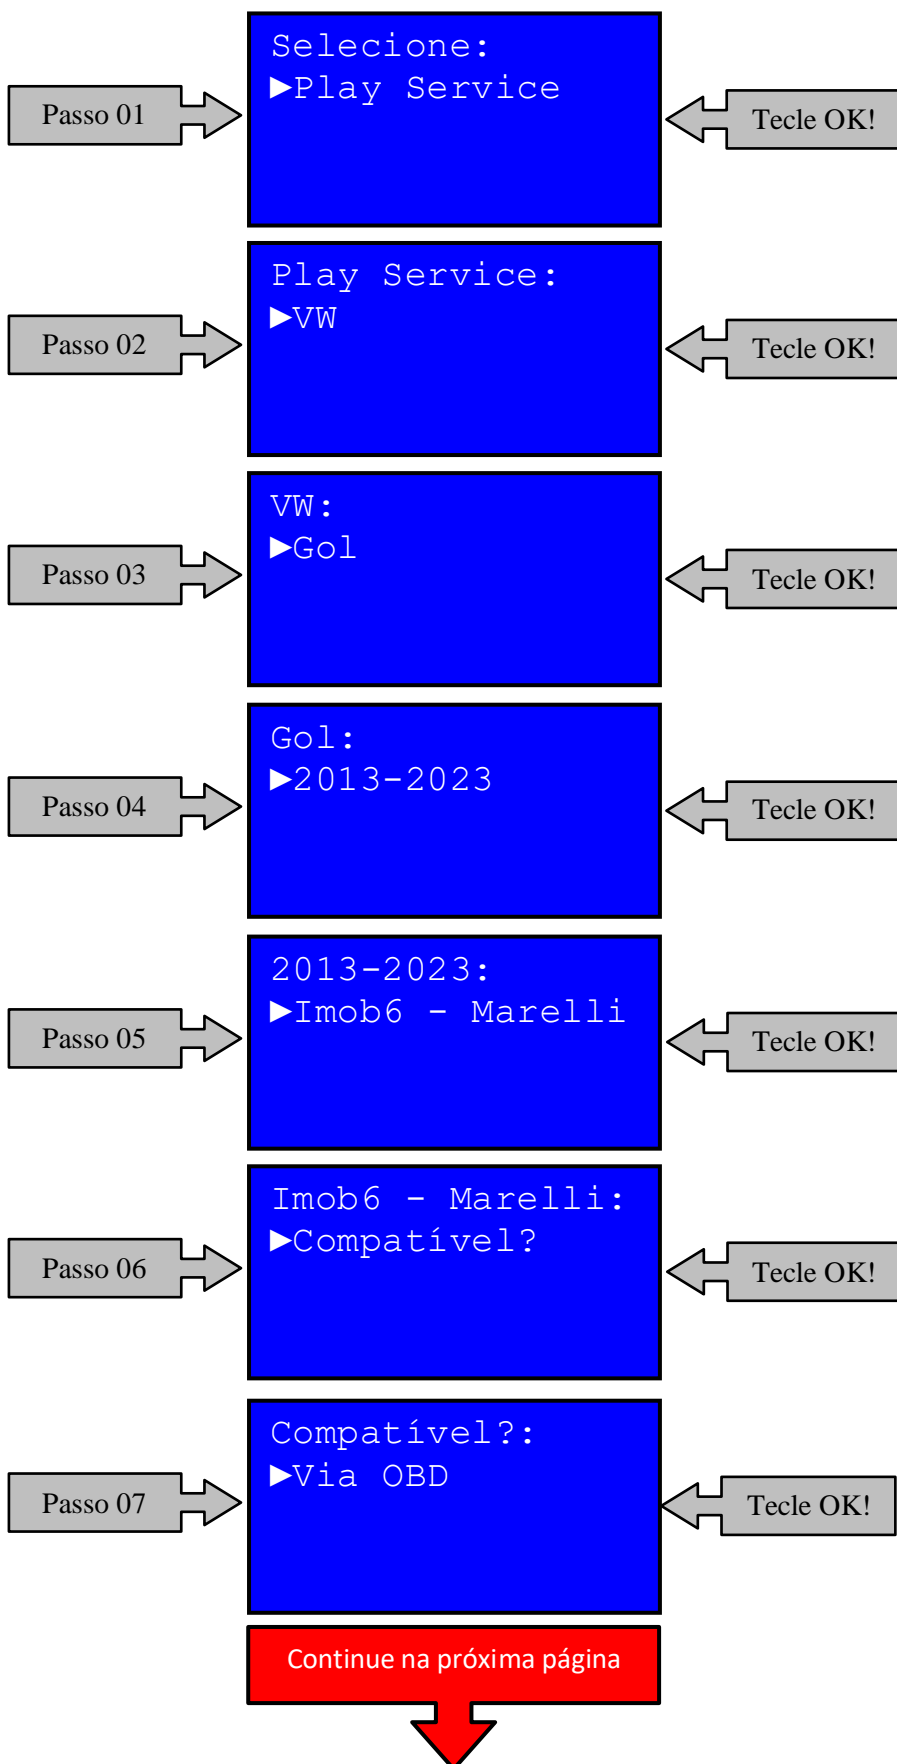 Selecione:
►Play Service
Passo 01
Tecle OK!
Play Service:
►VW
Passo 02
Tecle OK!
VW:
►Gol
Passo 03
Tecle OK!
Gol:
►2013-2023
Passo 04
Tecle OK!
2013-2023:
►Imob6 - Marelli
Passo 05
Tecle OK!
Imob6 - Marelli:
►Compatível?
Passo 06
Tecle OK!
Compatível?:
►Via OBD
Passo 07
Tecle OK!
Continue na próxima página